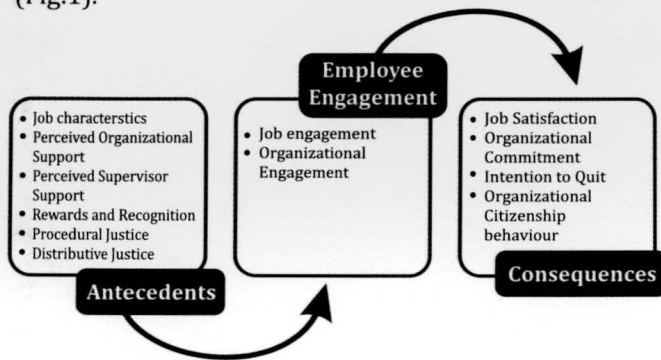 (Fig.1).
Employee
Engagement
• Job characterstics
• Perceived Organizational
Support
• Perceived Supervisor
Support
• Rewards and Recognition
• Procedural Justice
• Distributive Justice
Antecedents
• Job engagement
• Organizational
Engagement
• Job Satisfaction
• Organizational
Commitment
• Intention to Quit
• Organizational
Citizenship
behaviour
Consequences